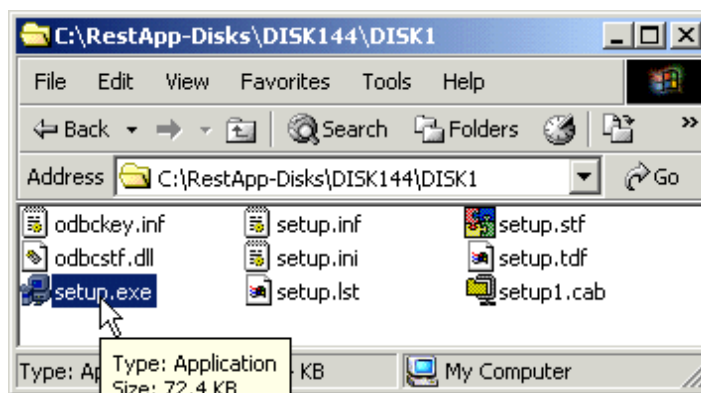 C:\RestApp-Disks\DISK144\DISK1
File Edit View Favorites Tools Help
Back Search Folders »
Address C:\RestApp-Disks\DISK144\DISK1 Go
odbckey.inf setup.inf setup.stf
odbcstf.dll setup.ini setup.tdf
setup.exe setup.lst setup1.cab
Type: Application
Size: 72.4 KB
Type: Ap KB My Computer